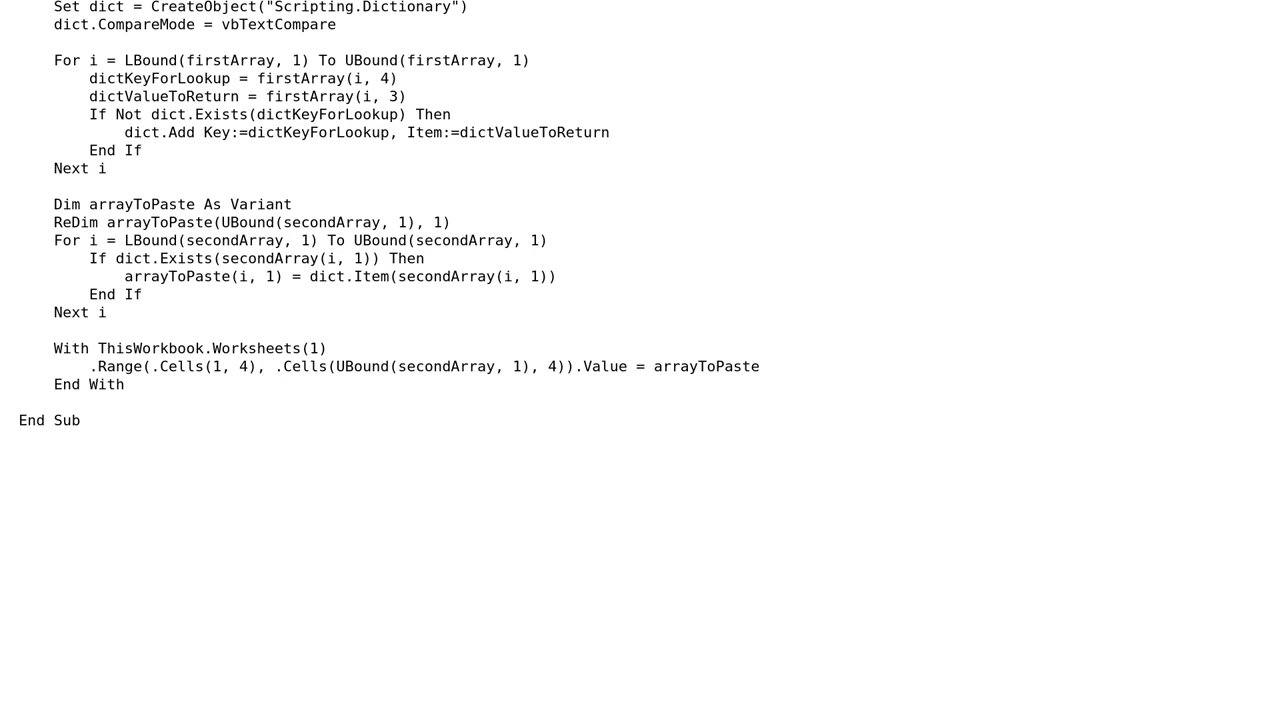 Set dict = CreateObject("Scripting.Dictionary")
dict.CompareMode = vbTextCompare
For i = LBound(firstArray, 1) To UBound(firstArray, 1)
dictKeyForLookup = firstArray(i, 4)
dictValueToReturn = firstArray(i, 3)
If Not dict.Exists(dictKeyForLookup) Then
dict.Add Key:=dictKeyForLookup, Item:=dictValueToReturn
End If
Next i
Dim arrayToPaste As Variant
ReDim arrayToPaste(UBound(secondArray, 1), 1)
For i = LBound(secondArray, 1) To UBound(secondArray, 1)
If dict.Exists(secondArray(i, 1)) Then
arrayToPaste(i, 1) = dict.Item(secondArray(i, 1))
End If
Next i
With ThisWorkbook.Worksheets(1)
.Range(.Cells(1, 4), .Cells(UBound(secondArray, 1), 4)).Value = arrayToPaste
End With
End Sub